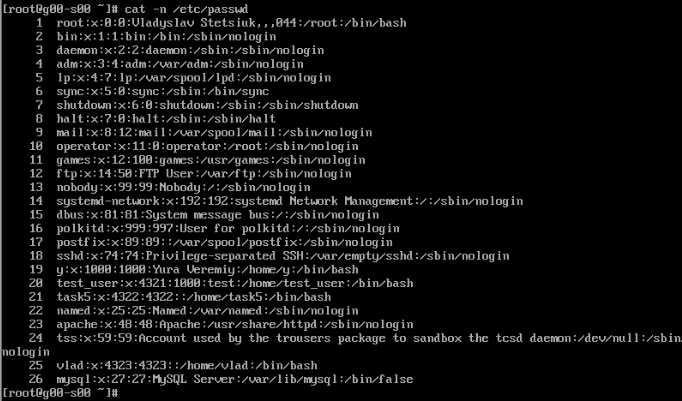 [root@g00-s00 ~]# cat -n /etc/passwd
     1  root:x:0:0:Vladyslav Stetsiuk,,,044:/root:/bin/bash
     2  bin:x:1:1:bin:/bin:/sbin/nologin
     3  daemon:x:2:2:daemon:/sbin:/sbin/nologin
     4  adm:x:3:4:adm:/var/adm:/sbin/nologin
     5  lp:x:4:7:lp:/var/spool/lpd:/sbin/nologin
     6  sync:x:5:0:sync:/sbin:/bin/sync
     7  shutdown:x:6:0:shutdown:/sbin:/sbin/shutdown
     8  halt:x:7:0:halt:/sbin:/sbin/halt
     9  mail:x:8:12:mail:/var/spool/mail:/sbin/nologin
    10  operator:x:11:0:operator:/root:/sbin/nologin
    11  games:x:12:100:games:/usr/games:/sbin/nologin
    12  ftp:x:14:50:FTP User:/var/ftp:/sbin/nologin
    13  nobody:x:99:99:Nobody:/:/sbin/nologin
    14  systemd-network:x:192:192:systemd Network Management:/:/sbin/nologin
    15  dbus:x:81:81:System message bus:/:/sbin/nologin
    16  polkitd:x:999:997:User for polkitd:/:/sbin/nologin
    17  postfix:x:89:89::/var/spool/postfix:/sbin/nologin
    18  sshd:x:74:74:Privilege-separated SSH:/var/empty/sshd:/sbin/nologin
    19  y:x:1000:1000:Yura Veremiy:/home/y:/bin/bash
    20  test_user:x:4321:1000:test:/home/test_user:/bin/bash
    21  task5:x:4322:4322::/home/task5:/bin/bash
    22  named:x:25:25:Named:/var/named:/sbin/nologin
    23  apache:x:48:48:Apache:/usr/share/httpd:/sbin/nologin
    24  tss:x:59:59:Account used by the trousers package to sandbox the tcsd daemon:/dev/null:/sbin/
nologin
    25  vlad:x:4323:4323::/home/vlad:/bin/bash
    26  mysql:x:27:27:MySQL Server:/var/lib/mysql:/bin/false
[root@g00-s00 ~]#